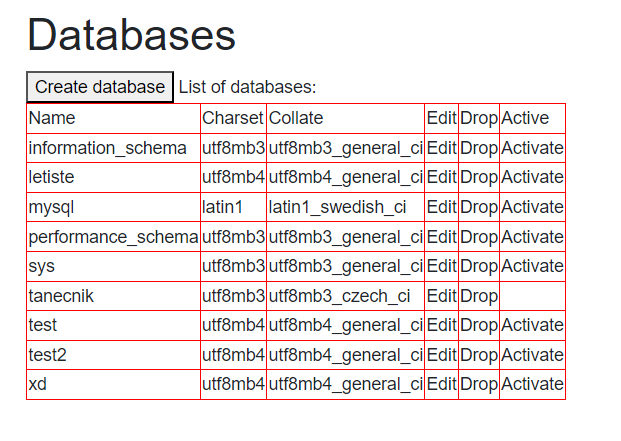 Databases
Create database List of databases:
Name Charset Collate Edit Drop Active
information_schema utf8mb3 utf8mb3_general_ci Edit Drop Activate
letiste utf8mb4 utf8mb4_general_ci Edit Drop Activate
mysql latin1 latin1_swedish_ci Edit Drop Activate
performance_schema utf8mb3 utf8mb3_general_ci Edit Drop Activate
sys utf8mb3 utf8mb3_general_ci Edit Drop Activate
tanecnik utf8mb3 utf8mb3_czech_ci Edit Drop
test utf8mb4 utf8mb4_general_ci Edit Drop Activate
test2 utf8mb4 utf8mb4_general_ci Edit Drop Activate
xd utf8mb4 utf8mb4_general_ci Edit Drop Activate